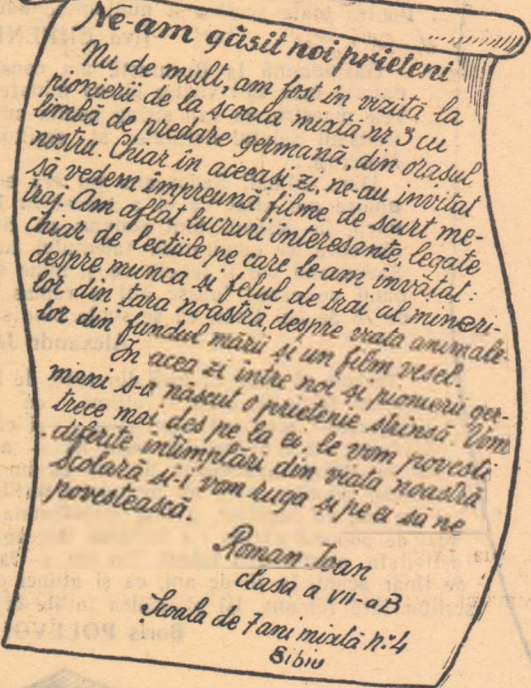 Ne-am găsit noi prieteni
Nu de mult, am fost în vizită la
pionierii de la școala mixtă nr 3 cu
limbă de predare germană, din orașul
nostru. Chiar în aceeași zi, ne-au invitat
să vedem împreună filme de scurt me-
traj. Am aflat lucruri interesante, legate
chiar de lecțiile pe care le-am învățat:
despre munca și felul de trai al mineri-
lor din țara noastră, despre viața animale-
lor din fundul mării și un film vesel.
În acea zi între noi și pionierii ger-
mani s-a născut o prietenie strînsă. Vom
trece mai des pe la ei, le vom povesti
diferite întîmplări din viața noastră
școlară și-i vom ruga și pe ei să ne
povestească.
Roman Ioan
clasa a VII-a B
Școala de 7 ani mixtă nr. 4
Sibiu
Boris POLEVOI